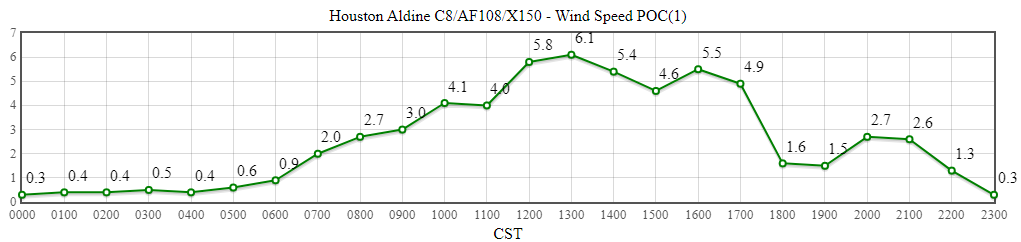 Houston Aldine C8/AF108/X150 - Wind Speed POC(1)
7
6
5
4
3
2
1
0
0.3 0.4 0.4 0.5 0.4 0.6 0.9 2.0 2.7 3.0 4.1 4.0 5.8 6.1 5.4 4.6 5.5 4.9 1.6 1.5 2.7 2.6 1.3 0.3
0000 0100 0200 0300 0400 0500 0600 0700 0800 0900 1000 1100 1200 1300 1400 1500 1600 1700 1800 1900 2000 2100 2200 2300
CST